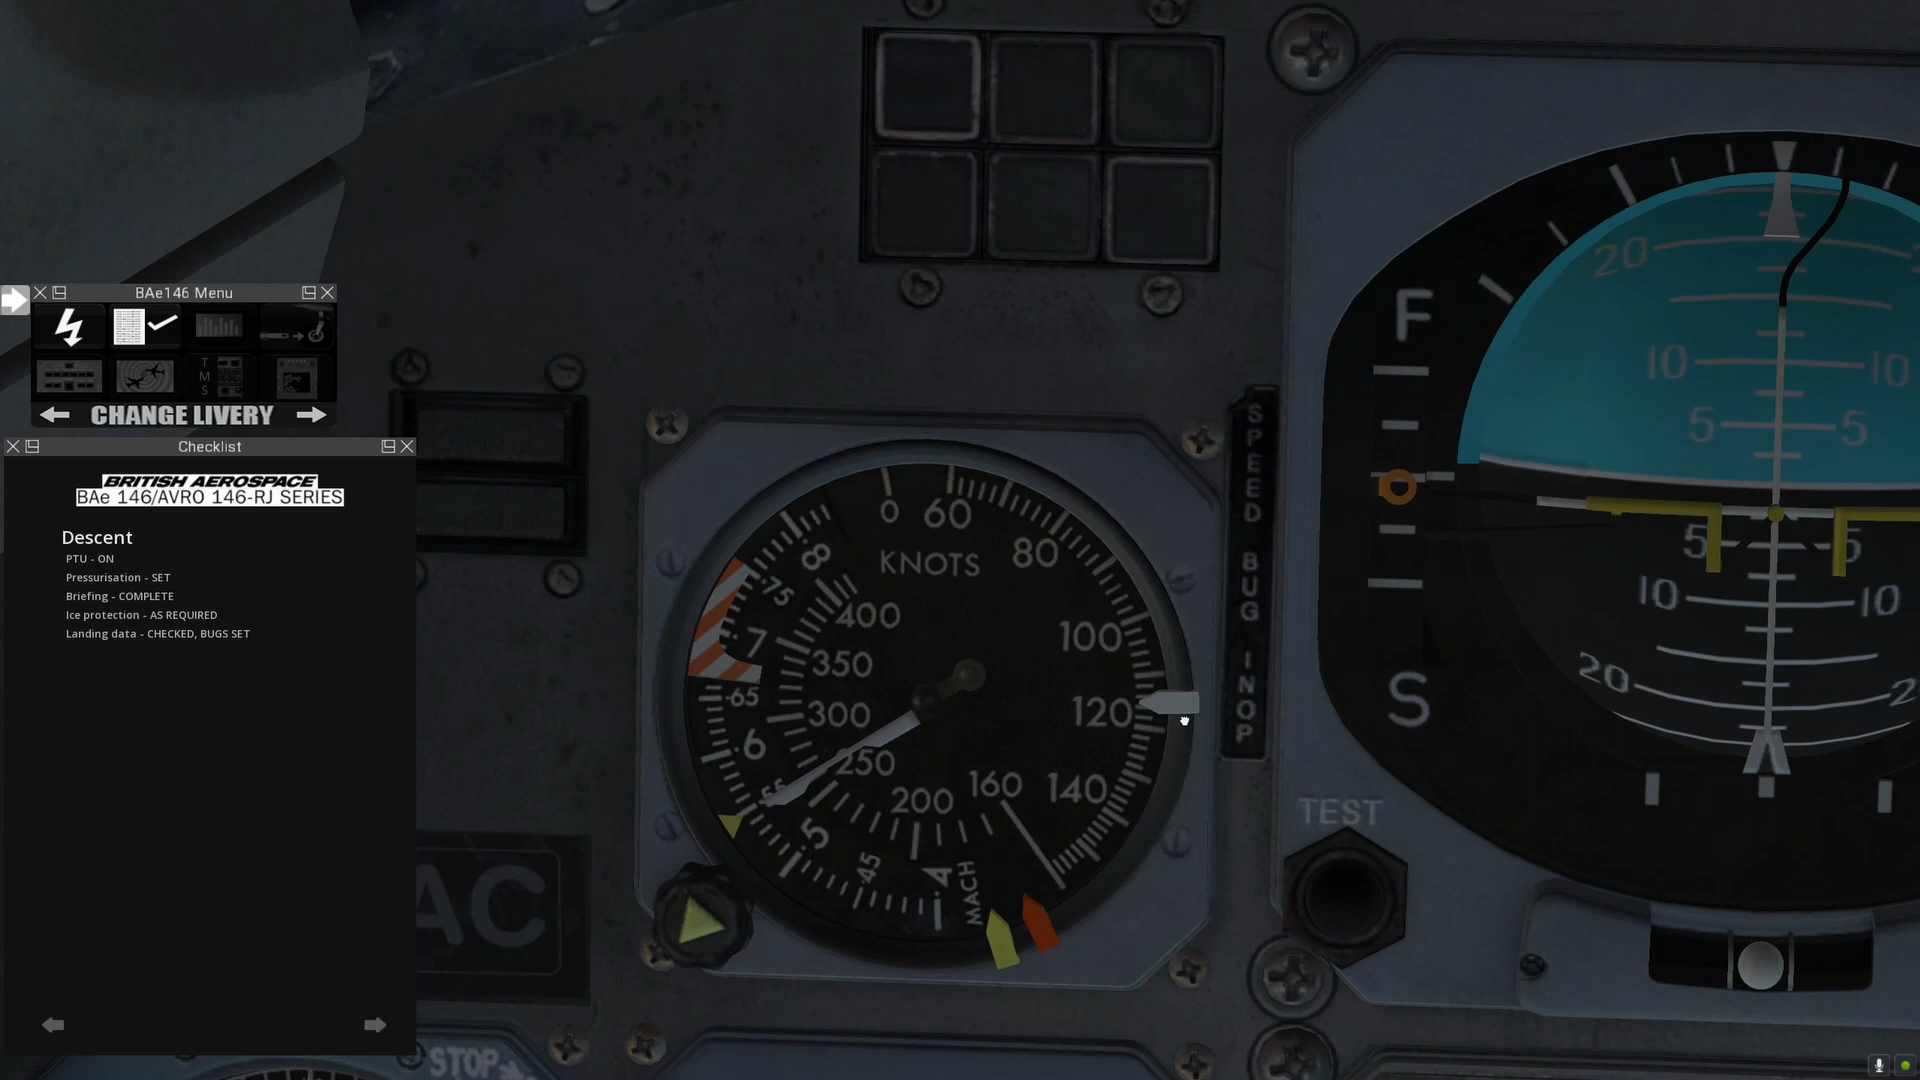 BAe146 Menu
T
M
S
CHANGE LIVERY
Checklist
BRITISH AEROSPACE
BAe 146/AVRO 146-RJ SERIES
Descent
PTU - ON
Pressurisation - SET
Briefing - COMPLETE
Ice protection - AS REQUIRED
Landing data - CHECKED, BUGS SET
AC
STOP
0 60
KNOTS
80
100
120
140
160
200
250
300
350
400
.8
.75
.7
.65
.6
.55
.5
.45
.4
MACH
SPEED BUG INOP
F
S
TEST
20
10 10
5 5
5 5
10 10
20 2